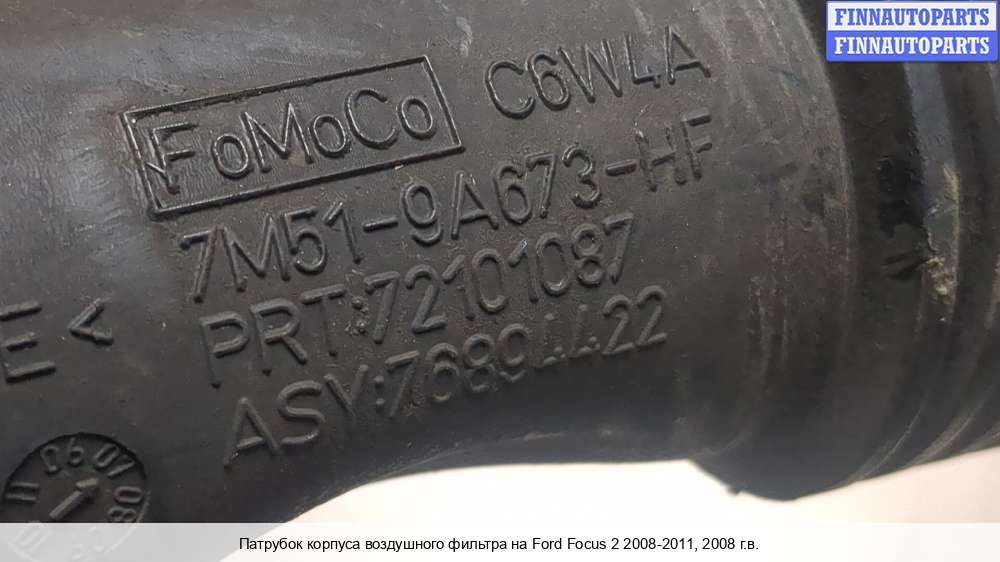 FINNAUTOPARTS
FINNAUTOPARTS
FoMoCo C6W4A
7M51-9A673-HF
PRT:72101087
E <
ASY:76894422
Патрубок корпуса воздушного фильтра на Ford Focus 2 2008-2011, 2008 г.в.